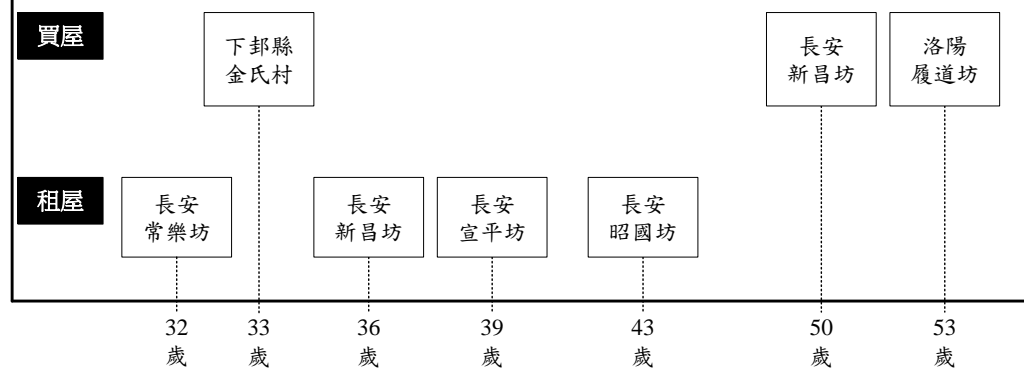 買屋
下邽縣
金氏村
長安
新昌坊
洛陽
履道坊
租屋
長安
常樂坊
長安
新昌坊
長安
宣平坊
長安
昭國坊
32
歲
33
歲
36
歲
39
歲
43
歲
50
歲
53
歲